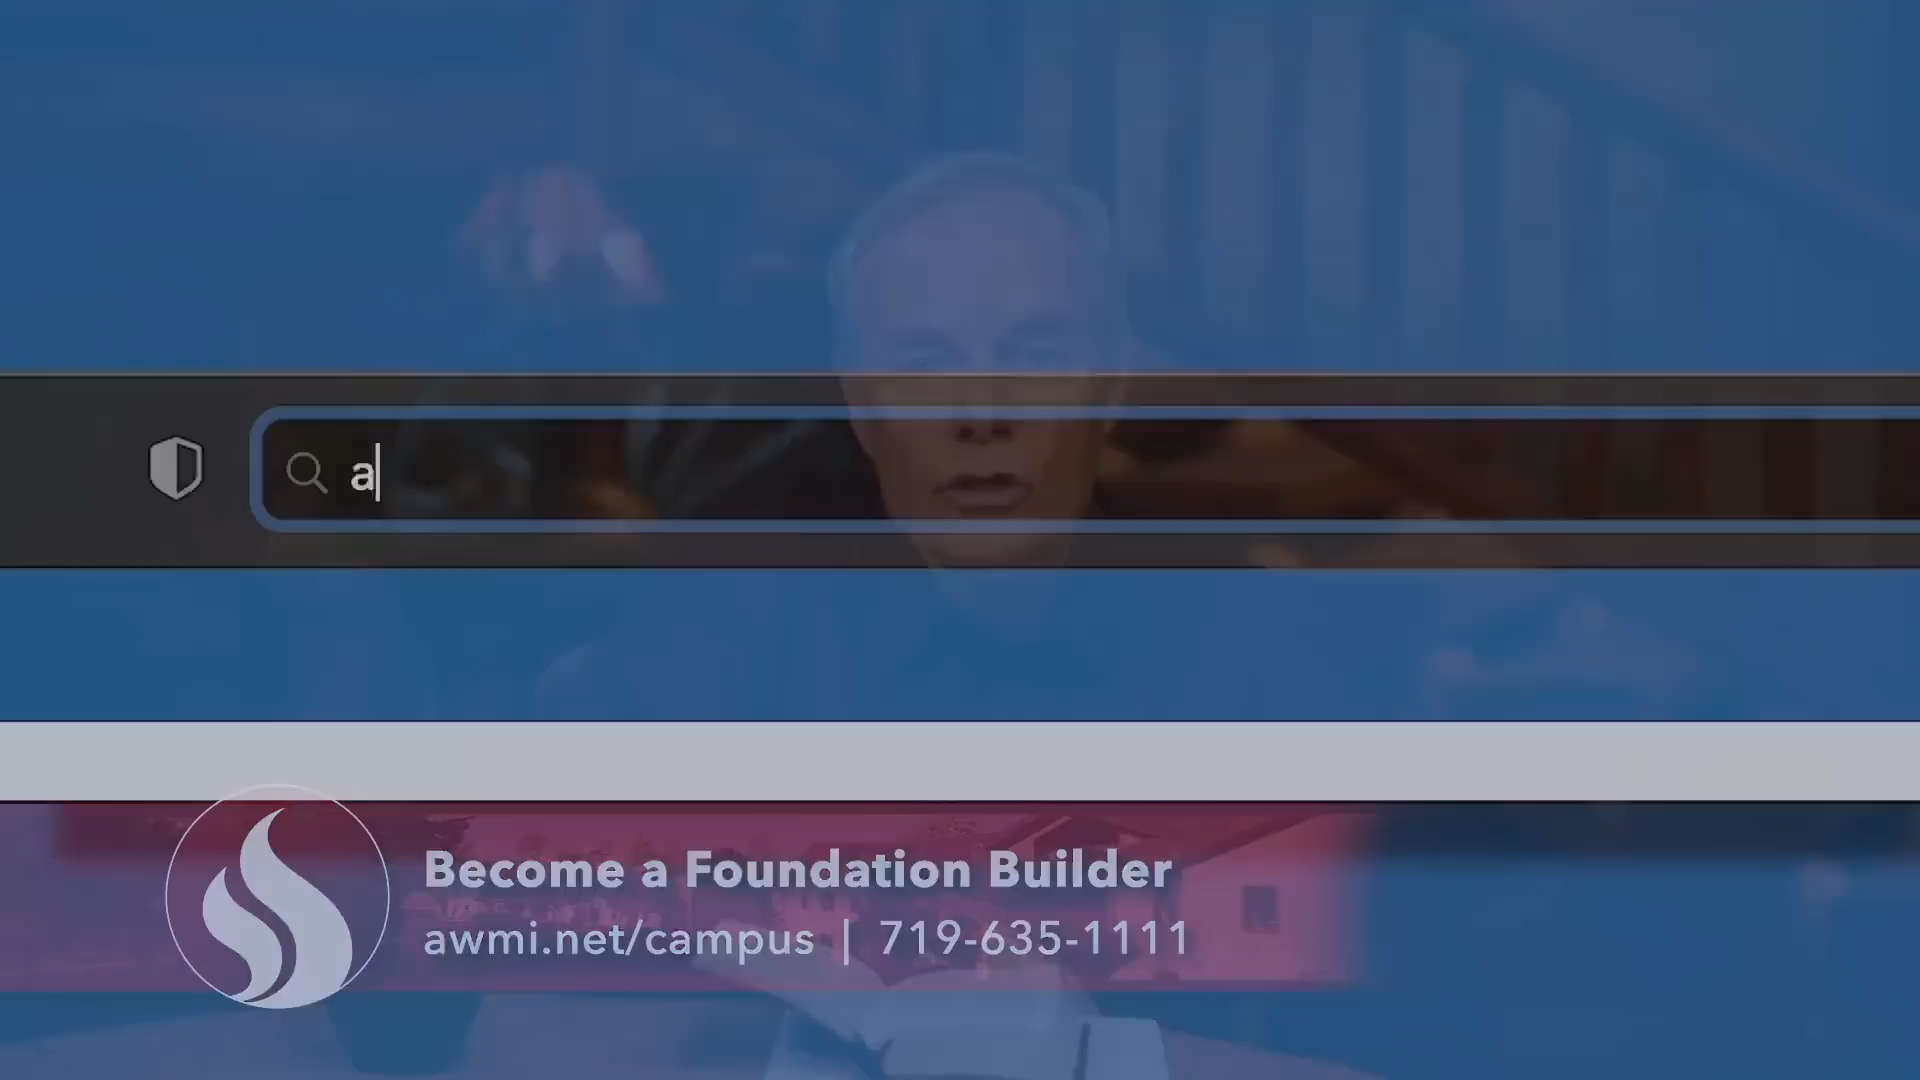 a
Become a Foundation Builder
awmi.net/campus | 719-635-1111